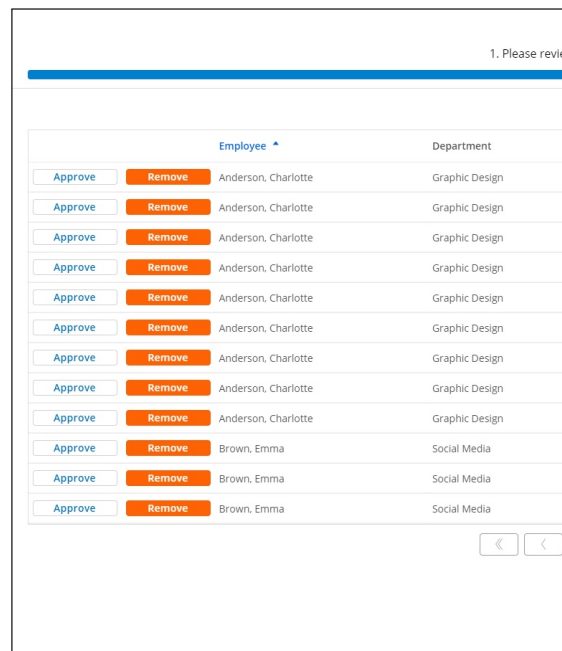 1. Please revie
Employee Department
Approve Remove Anderson, Charlotte Graphic Design
Approve Remove Anderson, Charlotte Graphic Design
Approve Remove Anderson, Charlotte Graphic Design
Approve Remove Anderson, Charlotte Graphic Design
Approve Remove Anderson, Charlotte Graphic Design
Approve Remove Anderson, Charlotte Graphic Design
Approve Remove Anderson, Charlotte Graphic Design
Approve Remove Anderson, Charlotte Graphic Design
Approve Remove Anderson, Charlotte Graphic Design
Approve Remove Brown, Emma Social Media
Approve Remove Brown, Emma Social Media
Approve Remove Brown, Emma Social Media